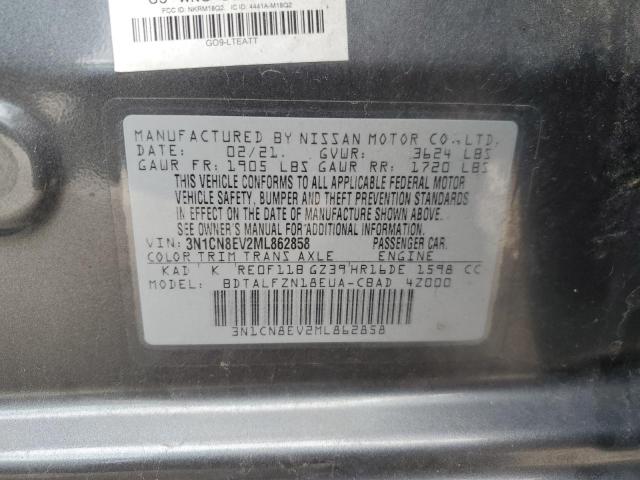 FCC ID: NKRM18Q2, IC ID: 4441A-M18Q2
GO9-LTEATT
MANUFACTURED BY NISSAN MOTOR CO.,LTD.
DATE: 02/21. GVWR: 3624 LBS
GAWR FR: 1905 LBS GAWR RR: 1720 LBS
THIS VEHICLE CONFORMS TO ALL APPLICABLE FEDERAL MOTOR
VEHICLE SAFETY, BUMPER AND THEFT PREVENTION STANDARDS
IN EFFECT ON THE DATE OF MANUFACTURE SHOWN ABOVE.
SEE OWNER'S MANUAL FOR ADDITIONAL INFORMATION.
VIN: 3N1CN8EV2ML862858 PASSENGER CAR.
COLOR TRIM TRANS AXLE ENGINE
KAD K RE0F11B GZ39 HR16DE 1598 CC
MODEL: BDTALFZN18EUA-CBAD 4Z000
3N1CN8EV2ML862858